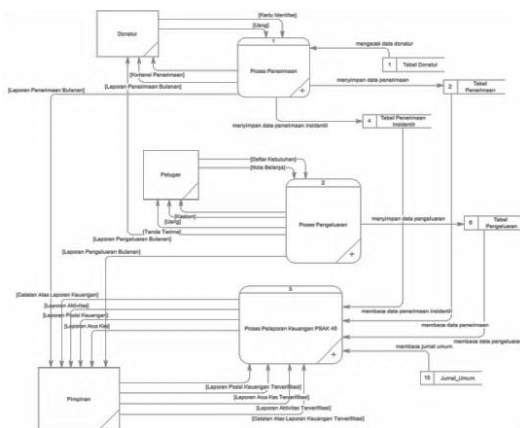 Donatur
[Kartu Identitas]
[Uang]
1
Proses Penerimaan
mengecek data donatur
1 Tabel Donatur
[Kwitansi Penerimaan]
[Laporan Penerimaan Bulanan]
[Laporan Penerimaan Bulanan]
menyimpan data penerimaan
2 Tabel Penerimaan
menyimpan data penerimaan insidentil
4 Tabel Penerimaan Insidentil
Petugas
[Daftar Kebutuhan]
[Nota Belanja]
2
Proses Pengeluaran
[Kasbon]
[Uang]
[Tanda Terima]
menyimpan data pengeluaran
6 Tabel Pengeluaran
[Laporan Pengeluaran Bulanan]
[Laporan Pengeluaran Bulanan]
3
Proses Pelaporan Keuangan PSAK 45
[Catatan Atas Laporan Keuangan]
[Laporan Aktivitas]
[Laporan Posisi Keuangan]
[Laporan Arus Kas]
membaca data penerimaan insidentil
membaca data penerimaan
membaca data pengeluaran
membaca jurnal umum
Jurnal_Umum
Pimpinan
[Laporan Posisi Keuangan Terverifikasi]
[Laporan Arus Kas Terverifikasi]
[Laporan Aktivitas Terverifikasi]
[Catatan Atas Laporan Keuangan Terverifikasi]